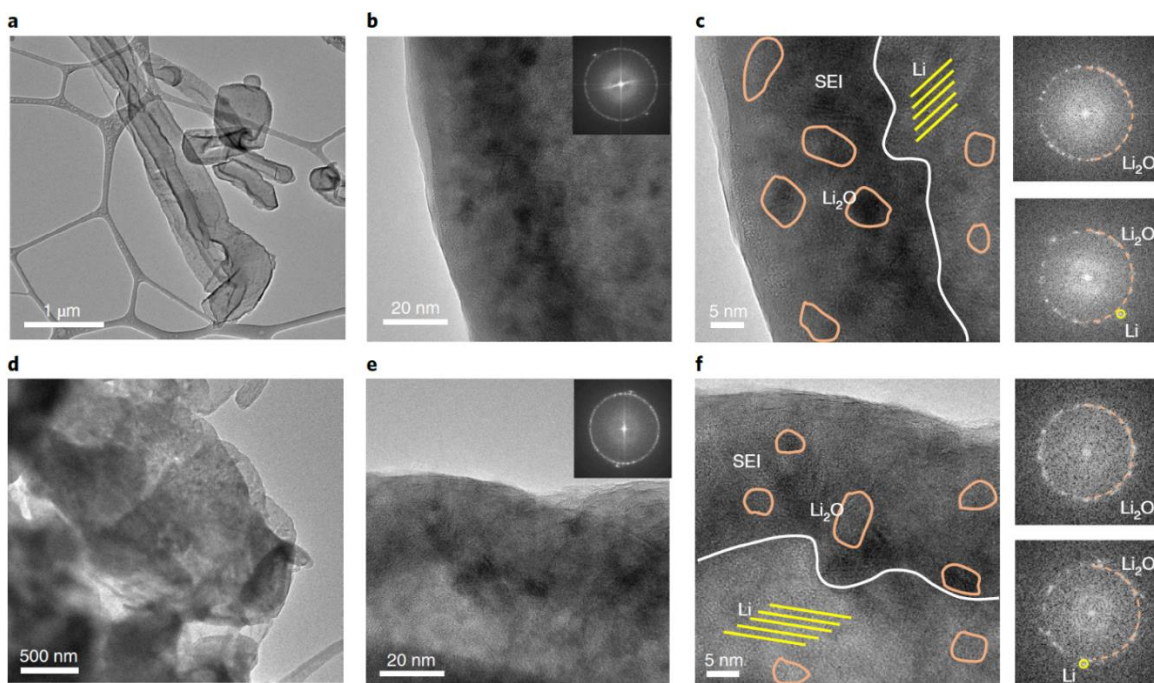 a
b
c
Li
SEI
Li₂O
1 μm
20 nm
5 nm
Li₂O
Li₂O
Li
d
e
f
SEI
Li₂O
Li
500 nm
20 nm
5 nm
Li₂O
Li₂O
Li